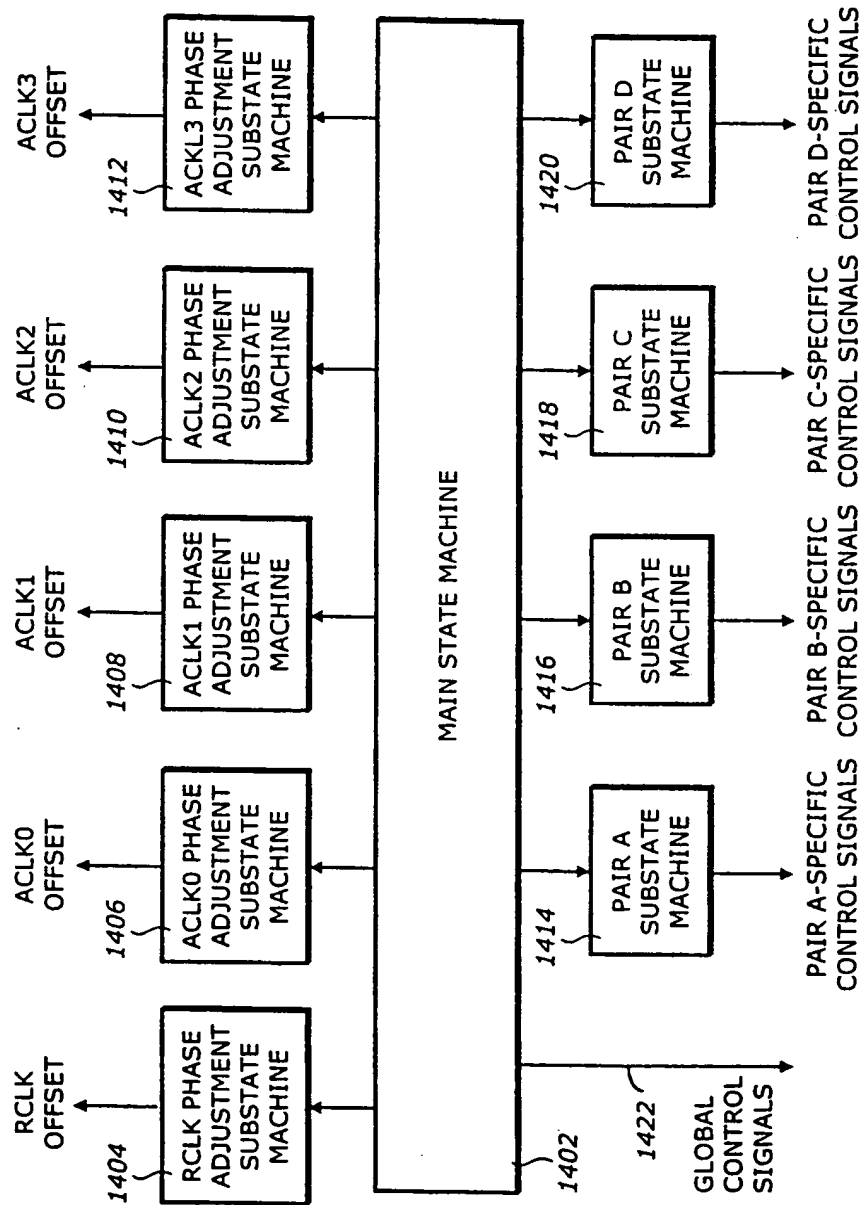 RCLK
OFFSET
ACLK0
OFFSET
ACLK1
OFFSET
ACLK2
OFFSET
ACLK3
OFFSET
1404
RCLK PHASE
ADJUSTMENT
SUBSTATE
MACHINE
1406
ACLK0 PHASE
ADJUSTMENT
SUBSTATE
MACHINE
1408
ACLK1 PHASE
ADJUSTMENT
SUBSTATE
MACHINE
1410
ACLK2 PHASE
ADJUSTMENT
SUBSTATE
MACHINE
1412
ACKL3 PHASE
ADJUSTMENT
SUBSTATE
MACHINE
MAIN STATE MACHINE
1402
1422
GLOBAL
CONTROL
SIGNALS
1414
PAIR A
SUBSTATE
MACHINE
1416
PAIR B
SUBSTATE
MACHINE
1418
PAIR C
SUBSTATE
MACHINE
1420
PAIR D
SUBSTATE
MACHINE
PAIR A-SPECIFIC
CONTROL SIGNALS
PAIR B-SPECIFIC
CONTROL SIGNALS
PAIR C-SPECIFIC
CONTROL SIGNALS
PAIR D-SPECIFIC
CONTROL SIGNALS